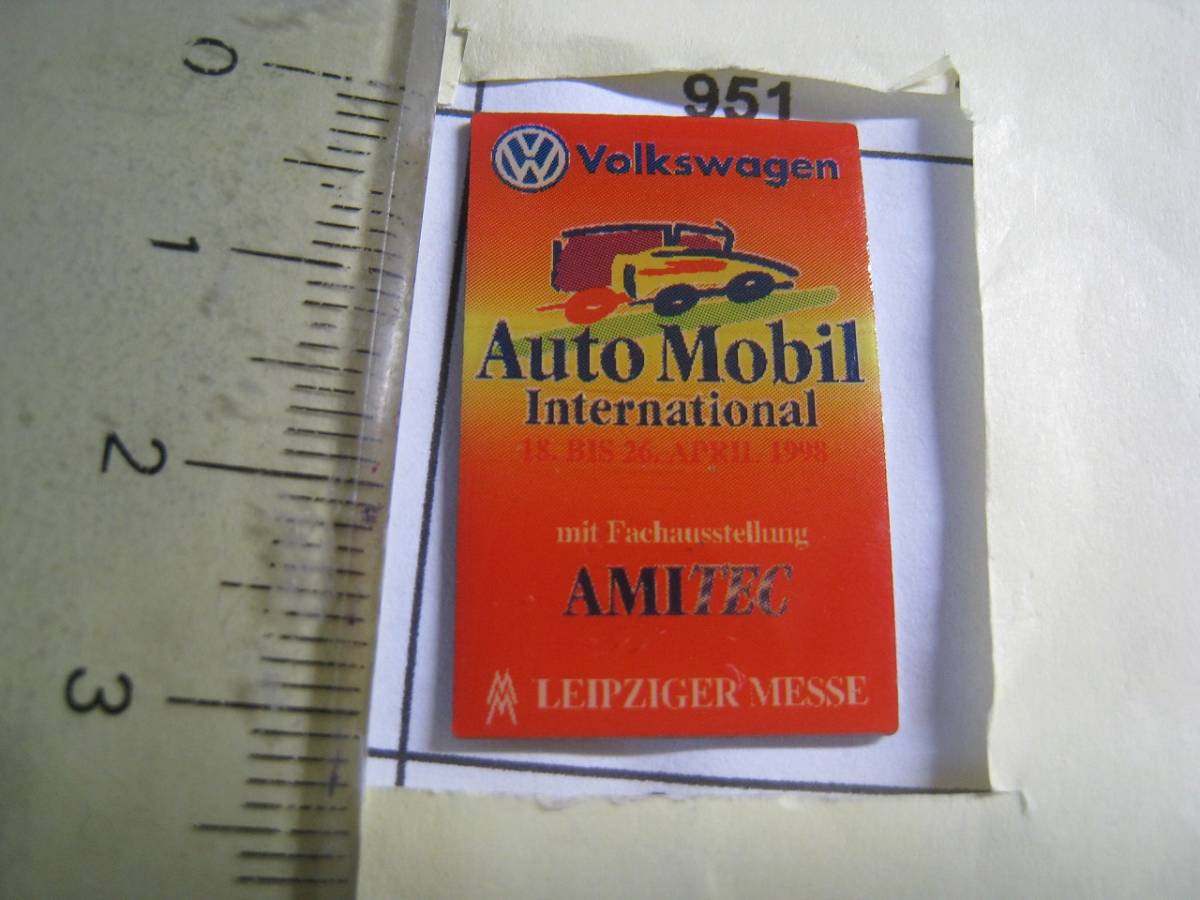 951
Volkswagen
Auto Mobil
International
18. BIS 26. APRIL 1998
mit Fachausstellung
AMITEC
LEIPZIGER MESSE
0
1
2
3